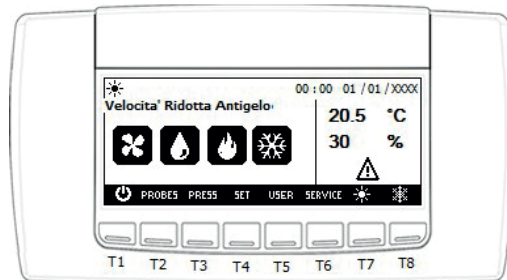 00 : 00 01 / 01 / XXXX
Velocita' Ridotta Antigelo
20.5 °C
30 %
PROBES PRESS SET USER SERVICE
T1 T2 T3 T4 T5 T6 T7 T8